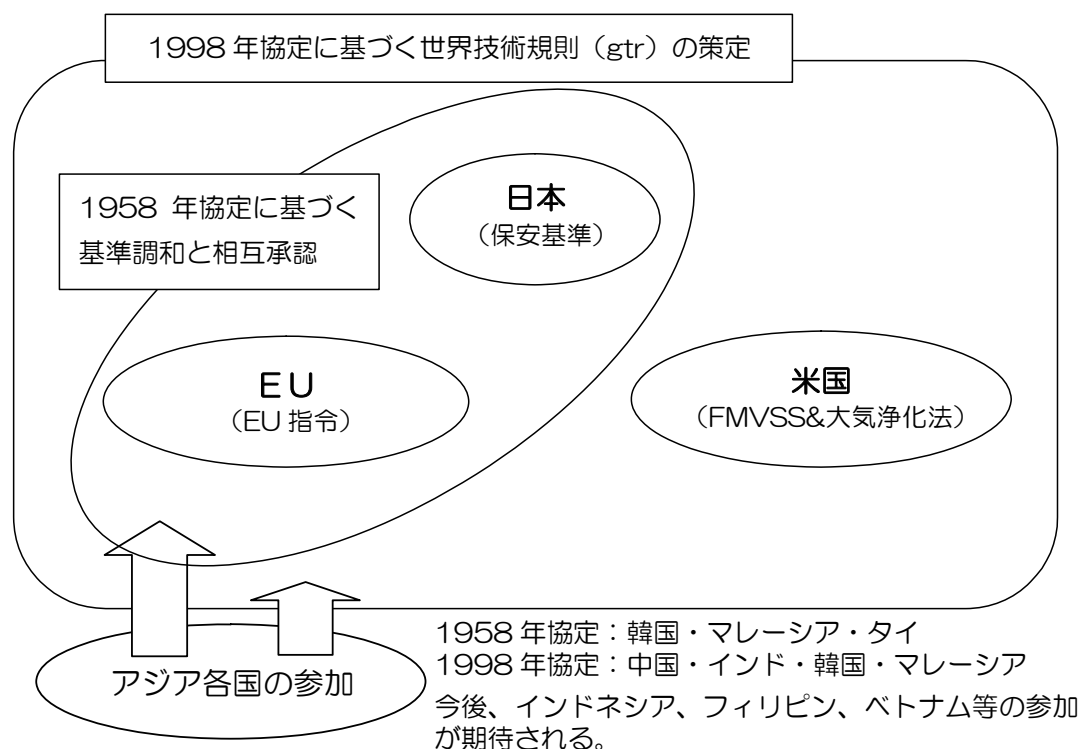 1998 年協定に基づく世界技術規則（gtr）の策定
1958 年協定に基づく
基準調和と相互承認
日本
（保安基準）
ＥＵ
（EU 指令）
米国
（FMVSS&大気浄化法）
アジア各国の参加
1958 年協定：韓国・マレーシア・タイ
1998 年協定：中国・インド・韓国・マレーシア
今後、インドネシア、フィリピン、ベトナム等の参加
が期待される。